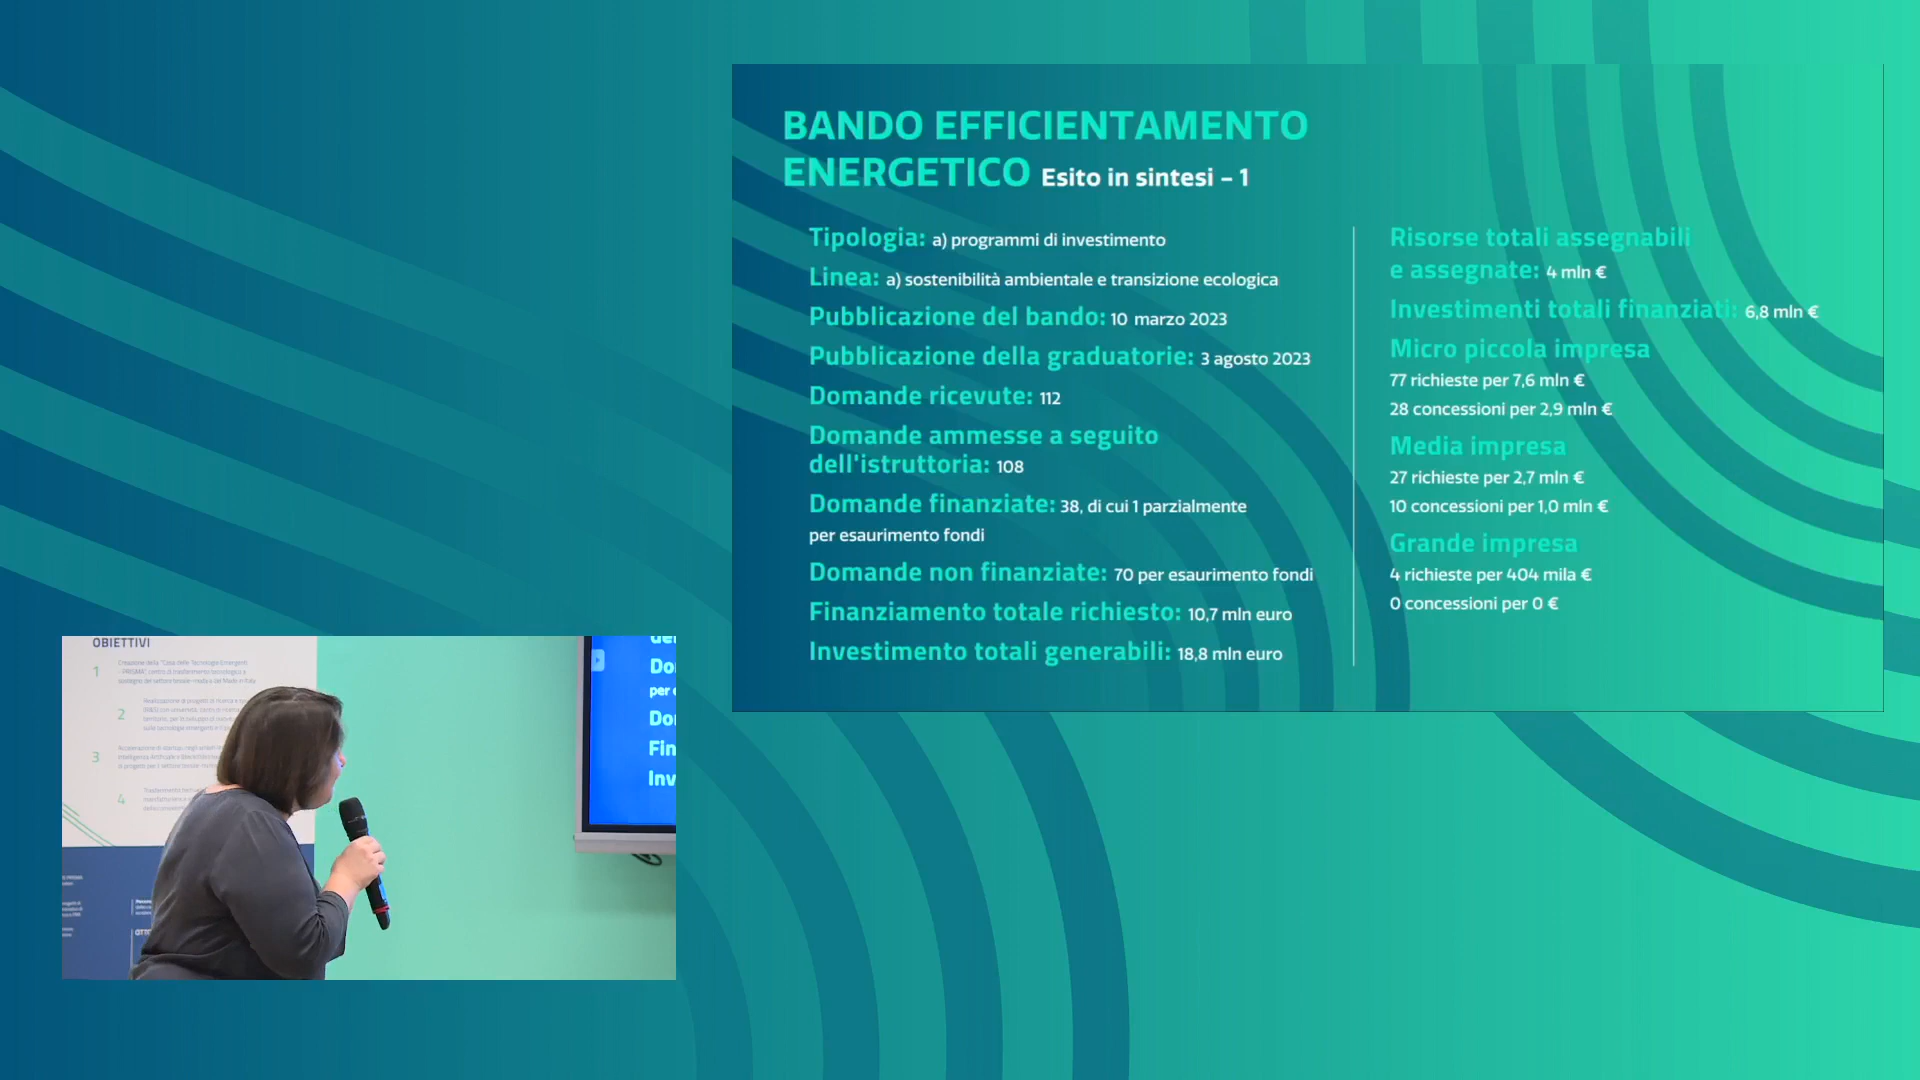 BANDO EFFICIENTAMENTO
ENERGETICO Esito in sintesi – 1
Tipologia: a) programmi di investimento
Linea: a) sostenibilità ambientale e transizione ecologica
Pubblicazione del bando: 10 marzo 2023
Pubblicazione della graduatorie: 3 agosto 2023
Domande ricevute: 112
Domande ammesse a seguito
dell'istruttoria: 108
Domande finanziate: 38, di cui 1 parzialmente
per esaurimento fondi
Domande non finanziate: 70 per esaurimento fondi
Finanziamento totale richiesto: 10,7 mln euro
Investimento totali generabili: 18,8 mln euro
Risorse totali assegnabili
e assegnate: 4 mln €
Investimenti totali finanziati: 6,8 mln €
Micro piccola impresa
77 richieste per 7,6 mln €
28 concessioni per 2,9 mln €
Media impresa
27 richieste per 2,7 mln €
10 concessioni per 1,0 mln €
Grande impresa
4 richieste per 404 mila €
0 concessioni per 0 €
OBIETTIVI
1
2
3
4
Do
per
Do
Fin
Inv